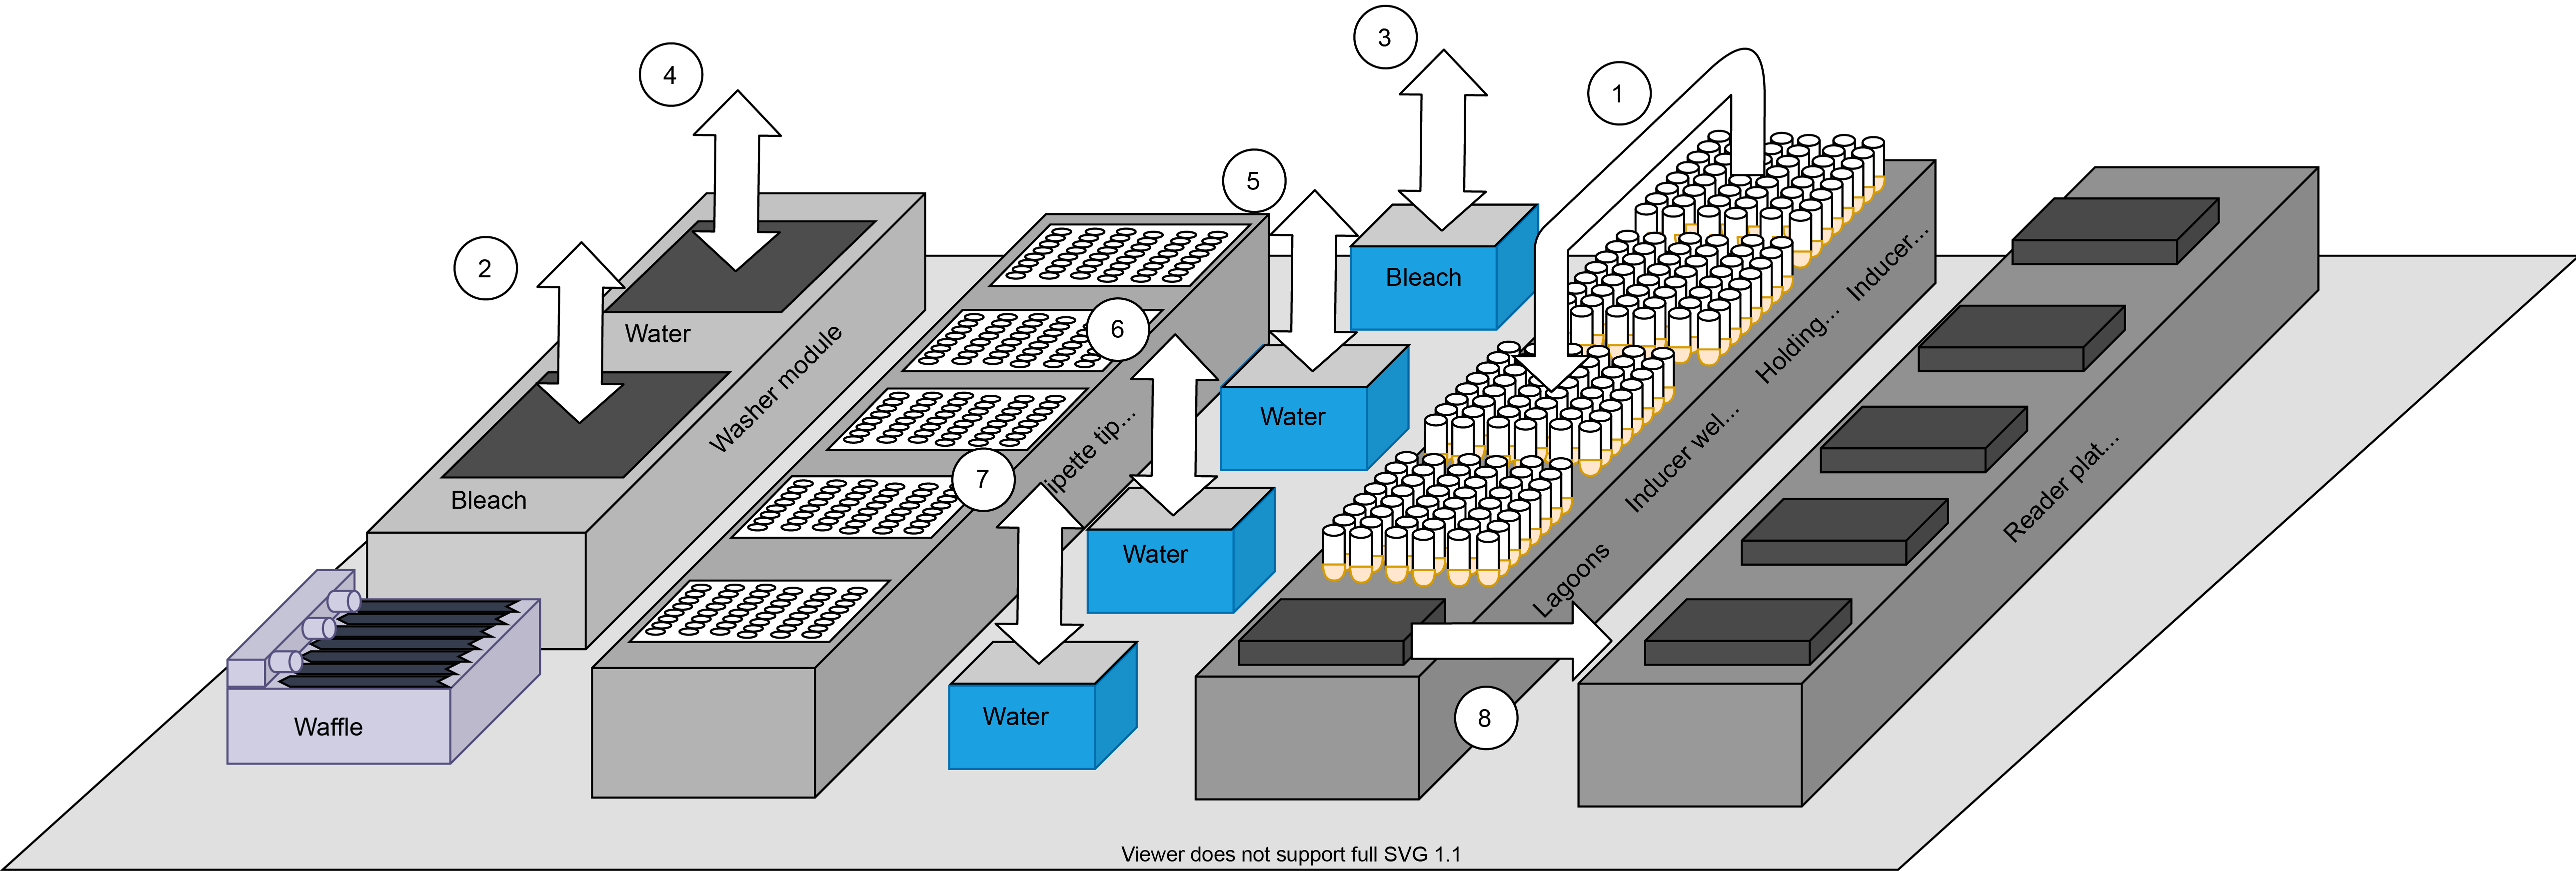 3
4
1
5
2
Bleach
Inducer...
6
Water
Holding...
Washer module
Water
Inducer wel...
ipette tip...
Reader plat...
7
Bleach
Water
Lagoons
Water
8
Waffle
Viewer does not support full SVG 1.1